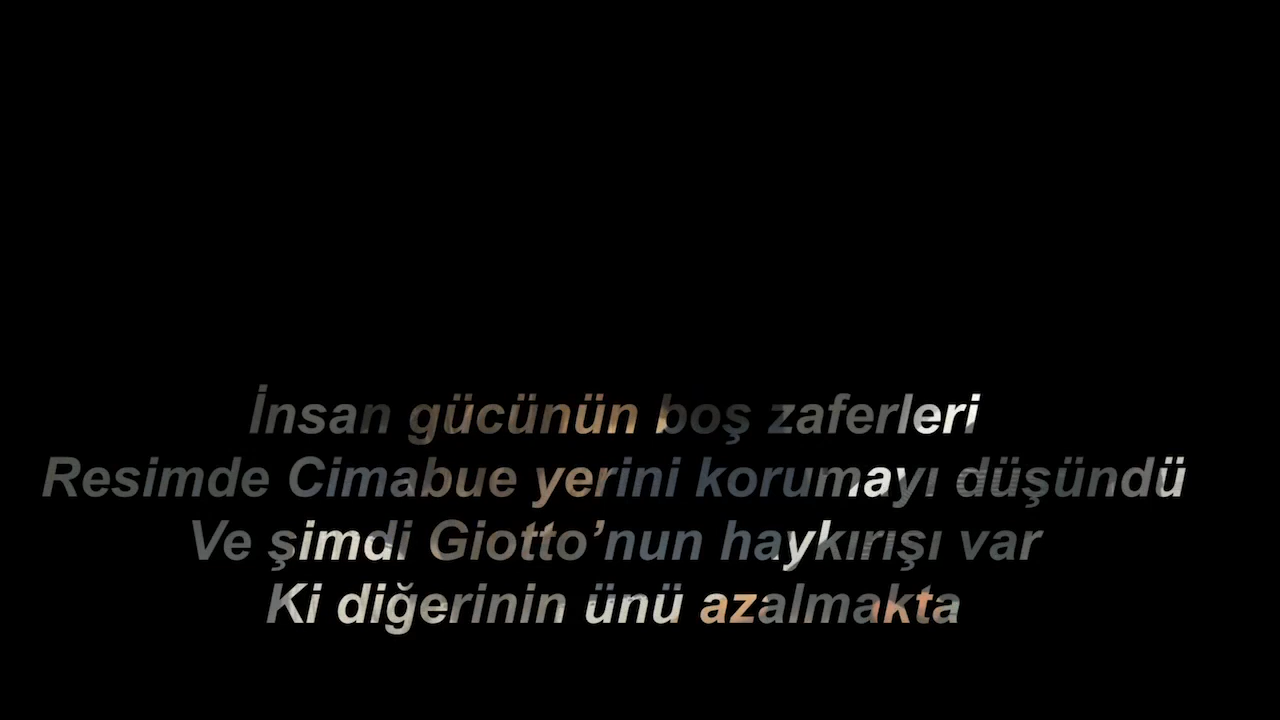 İnsan gücünün boş zaferleri
Resimde Cimabue yerini korumayı düşündü
Ve şimdi Giotto’nun haykırışı var
Ki diğerinin ünü azalmakta